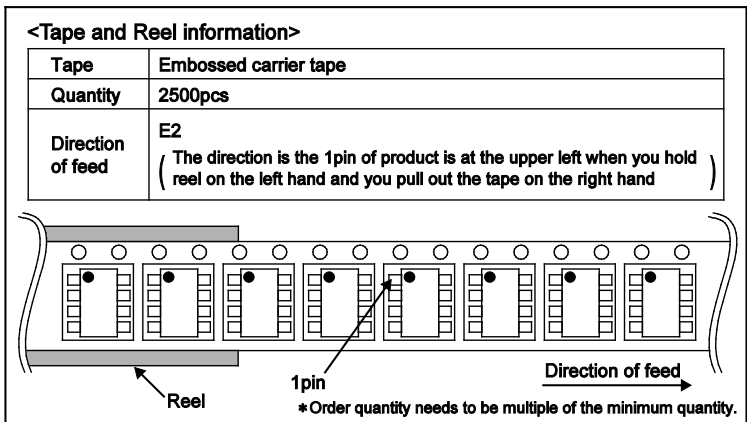 <Tape and Reel information>
Tape Embossed carrier tape
Quantity 2500pcs
Direction of feed E2
( The direction is the 1pin of product is at the upper left when you hold
reel on the left hand and you pull out the tape on the right hand )
Direction of feed
1pin
Reel
*Order quantity needs to be multiple of the minimum quantity.